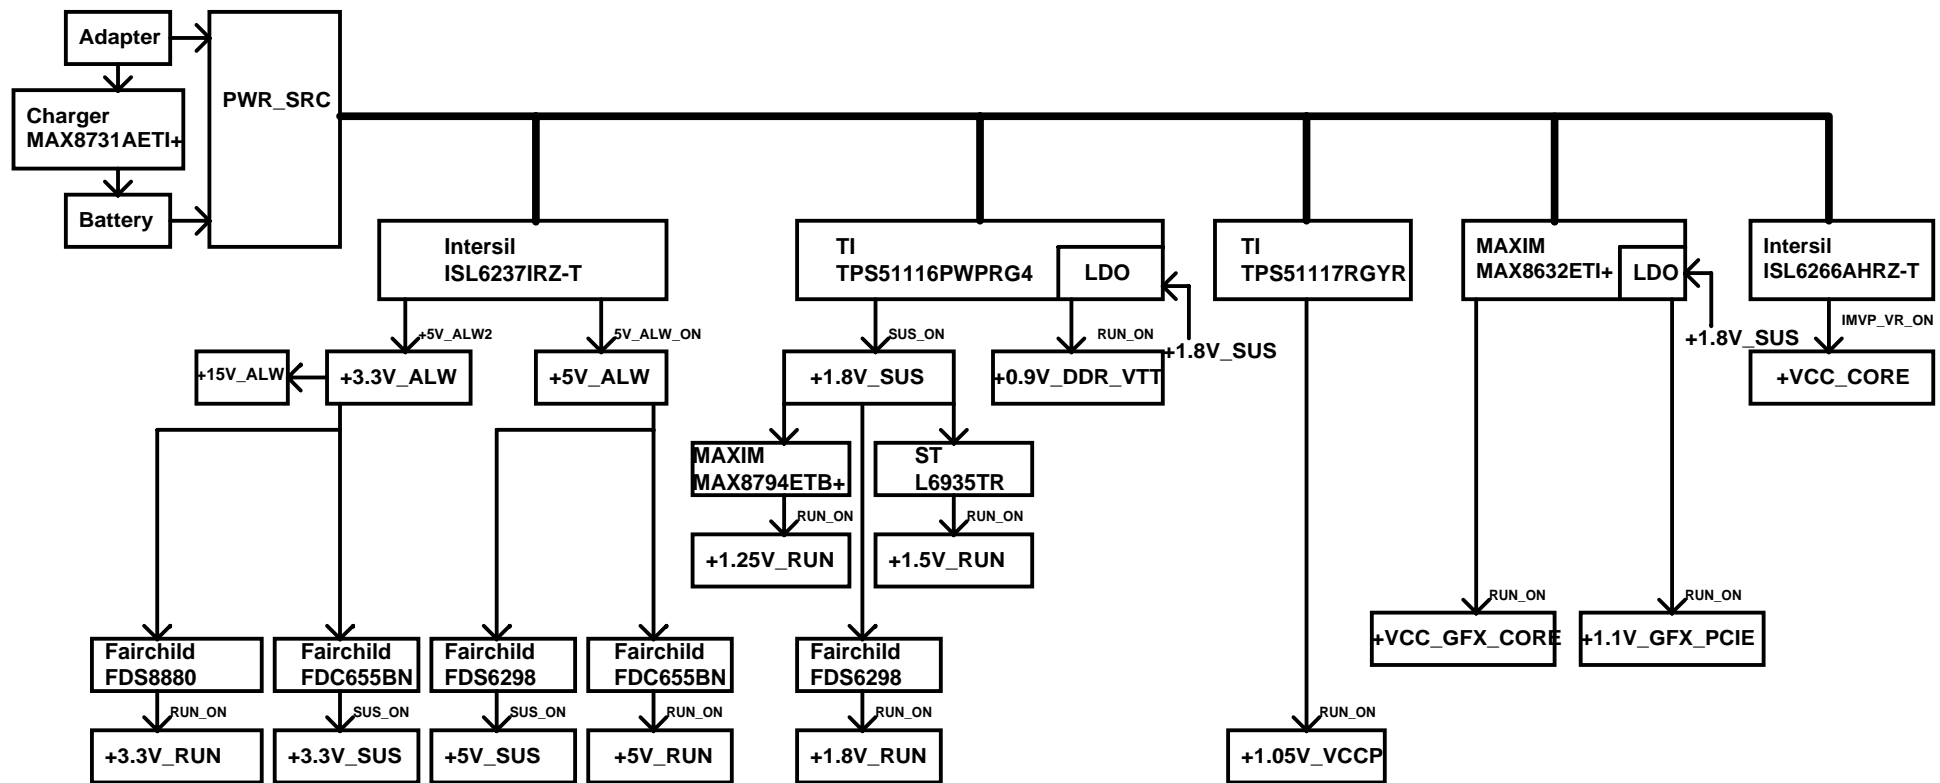 Adapter
PWR_SRC
Charger
MAX8731AETI+
Battery
Intersil
ISL6237IRZ-T
TI
TPS51116PWPRG4
LDO
TI
TPS51117RGYR
MAXIM
MAX8632ETI+
LDO
Intersil
ISL6266AHRZ-T
+5V_ALW2
5V_ALW_ON
SUS_ON
RUN_ON
+1.8V_SUS
+1.8V_SUS
IMVP_VR_ON
+15V_ALW
+3.3V_ALW
+5V_ALW
+1.8V_SUS
+0.9V_DDR_VTT
+VCC_CORE
MAXIM
MAX8794ETB+
ST
L6935TR
RUN_ON
RUN_ON
+1.25V_RUN
+1.5V_RUN
RUN_ON
RUN_ON
+VCC_GFX_CORE
+1.1V_GFX_PCIE
Fairchild
FDS8880
Fairchild
FDC655BN
Fairchild
FDS6298
Fairchild
FDC655BN
Fairchild
FDS6298
RUN_ON
SUS_ON
SUS_ON
RUN_ON
RUN_ON
RUN_ON
+3.3V_RUN
+3.3V_SUS
+5V_SUS
+5V_RUN
+1.8V_RUN
+1.05V_VCCP